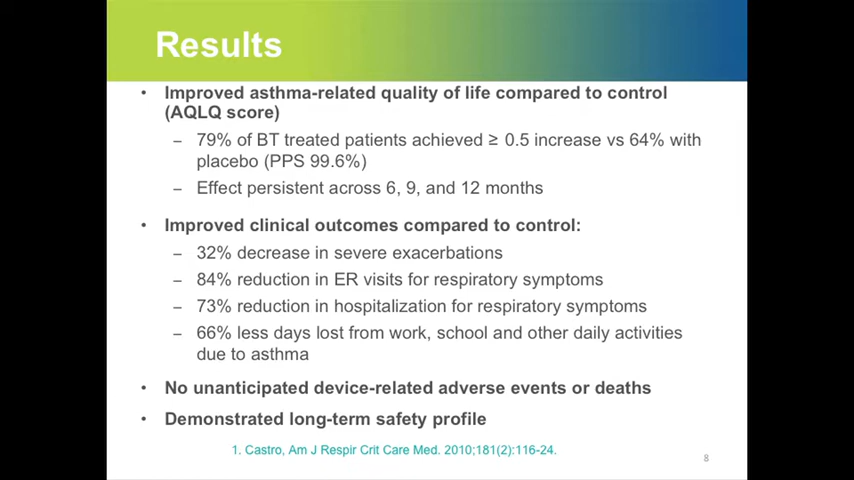 Results
• Improved asthma-related quality of life compared to control
(AQLQ score)
– 79% of BT treated patients achieved ≥ 0.5 increase vs 64% with
placebo (PPS 99.6%)
– Effect persistent across 6, 9, and 12 months
• Improved clinical outcomes compared to control:
– 32% decrease in severe exacerbations
– 84% reduction in ER visits for respiratory symptoms
– 73% reduction in hospitalization for respiratory symptoms
– 66% less days lost from work, school and other daily activities
due to asthma
• No unanticipated device-related adverse events or deaths
• Demonstrated long-term safety profile
1. Castro, Am J Respir Crit Care Med. 2010;181(2):116-24.
8